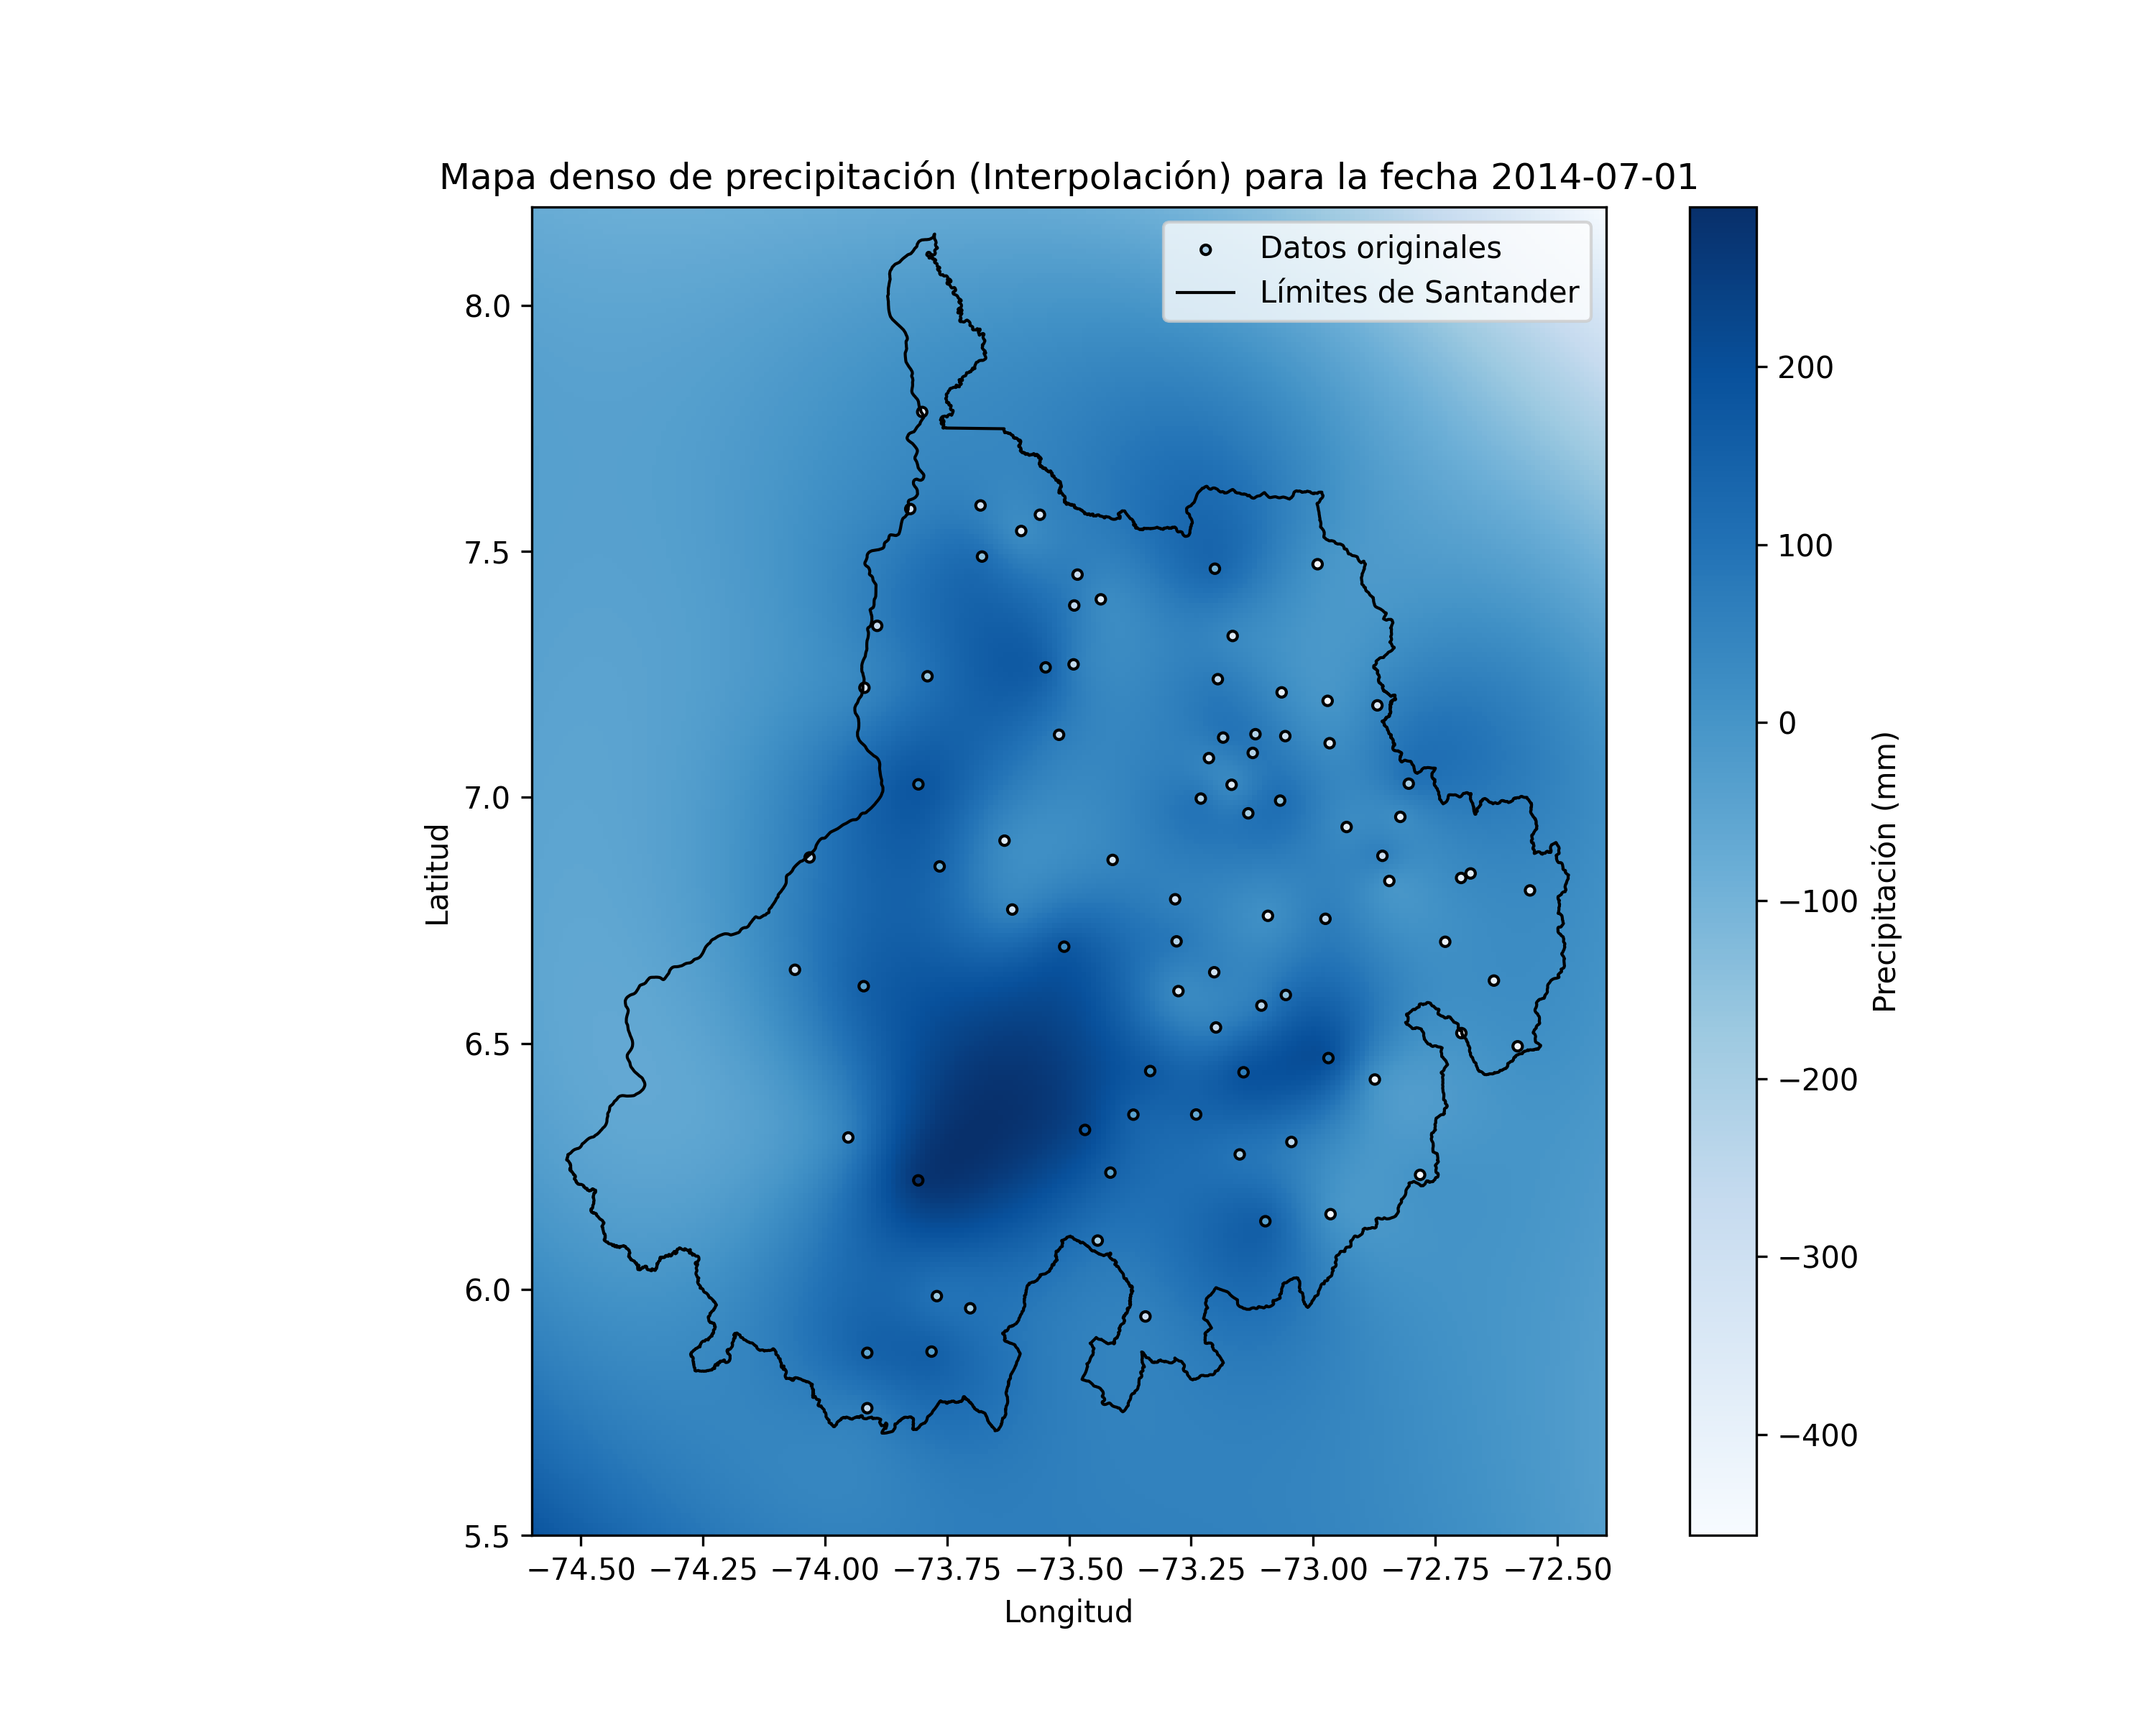 Mapa denso de precipitación (Interpolación) para la fecha 2014-07-01
Datos originales
Límites de Santander
8.0
7.5
7.0
6.5
6.0
5.5
Latitud
−74.50 −74.25 −74.00 −73.75 −73.50 −73.25 −73.00 −72.75 −72.50
Longitud
200
100
0
−100
−200
−300
−400
Precipitación (mm)